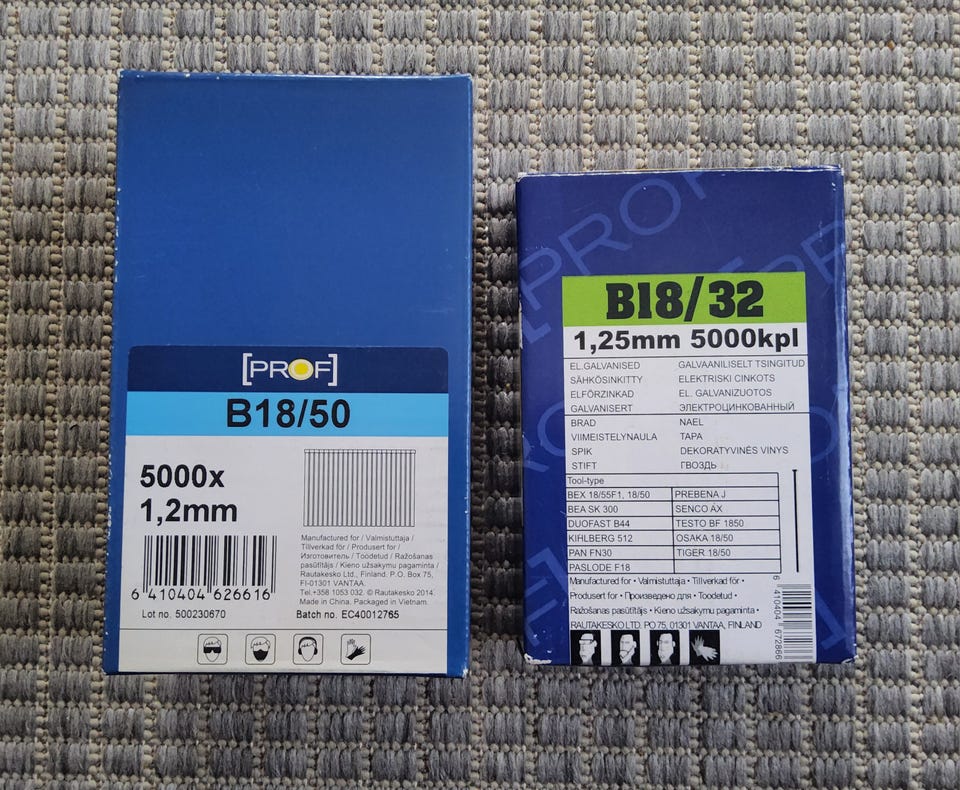 [PROF]
B18/50
5000x
1,2mm
Manufactured for / Valmistuttaja /
Tillverkad för / Produsert for /
Изготовитель / Toodetud / Ražošanas
pasūtītājs / Kieno užsakymu pagaminta /
Rautakesko Ltd., Finland. P.O. Box 75,
FI-01301 VANTAA.
Tel.+358 1053 032. © Rautakesko 2014.
Made in China. Packaged in Vietnam.
6 410404 626616
Lot no. 500230670
Batch no. EC40012765
[PROF
B18/32
1,25mm 5000kpl
EL.GALVANISED GALVAANILISELT TSINGITUD
SÄHKÖSINKITTY ELEKTRISKI CINKOTS
ELFÖRZINKAD EL. GALVANIZUOTOS
GALVANISERT ЭЛЕКТРОЦИНКОВАННЫЙ
BRAD NAEL
VIIMEISTELYNAULA TAPA
SPIK DEKORATYVINĖS VINYS
STIFT ГВОЗДЬ
Tool-type
BEX 18/55F1, 18/50 PREBENA J
BEA SK 300 SENCO AX
DUOFAST B44 TESTO BF 1850
KIHLBERG 512 OSAKA 18/50
PAN FN30 TIGER 18/50
PASLODE F18
Manufactured for • Valmistuttaja • Tillverkad för •
Produsert for • Произведено для • Toodetud •
Ražošanas pasūtītājs • Kieno užsakymu pagaminta •
RAUTAKESKO LTD. PO 75, 01301 VANTAA, FINLAND
6 410404 672866